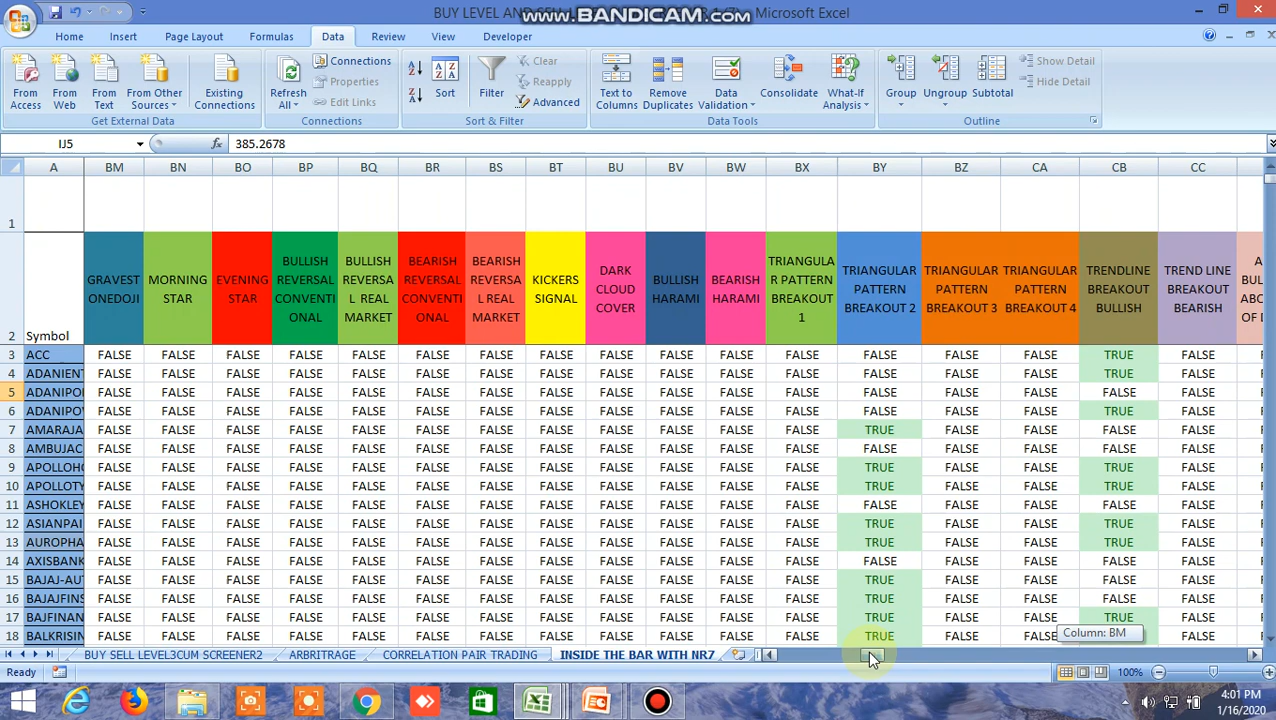 BUY LEVEL AND
www.BANDICAM.com
- Microsoft Excel
Home Insert Page Layout Formulas Data Review View Developer
From Access
From Web
From Text
From Other Sources
Existing Connections
Get External Data
Refresh All
Connections
Properties
Edit Links
Connections
Sort
Filter
Clear
Reapply
Advanced
Sort & Filter
Text to Columns
Remove Duplicates
Data Validation
Consolidate
What-If Analysis
Data Tools
Group
Ungroup
Subtotal
Show Detail
Hide Detail
Outline
IJ5 fx 385.2678
A BM BN BO BP BQ BR BS BT BU BV BW BX BY BZ CA CB CC
1
2 Symbol
GRAVEST ONEDOJI
MORNING STAR
EVENING STAR
BULLISH REVERSAL CONVENTI ONAL
BULLISH REVERSA L REAL MARKET
BEARISH REVERSAL CONVENTI ONAL
BEARISH REVERSA L REAL MARKET
KICKERS SIGNAL
DARK CLOUD COVER
BULLISH HARAMI
BEARISH HARAMI
TRIANGULA R PATTERN BREAKOUT 1
TRIANGULAR PATTERN BREAKOUT 2
TRIANGULAR PATTERN BREAKOUT 3
TRIANGULAR PATTERN BREAKOUT 4
TRENDLINE BREAKOUT BULLISH
TREND LINE BREAKOUT BEARISH
3 ACC FALSE FALSE FALSE FALSE FALSE FALSE FALSE FALSE FALSE FALSE FALSE FALSE FALSE FALSE FALSE TRUE FALSE
4 ADANIENT FALSE FALSE FALSE FALSE FALSE FALSE FALSE FALSE FALSE FALSE FALSE FALSE FALSE FALSE FALSE TRUE FALSE
5 ADANIPO FALSE FALSE FALSE FALSE FALSE FALSE FALSE FALSE FALSE FALSE FALSE FALSE FALSE FALSE FALSE FALSE FALSE
6 ADANIPO FALSE FALSE FALSE FALSE FALSE FALSE FALSE FALSE FALSE FALSE FALSE FALSE FALSE FALSE FALSE TRUE FALSE
7 AMARAJA FALSE FALSE FALSE FALSE FALSE FALSE FALSE FALSE FALSE FALSE FALSE FALSE TRUE FALSE FALSE FALSE FALSE
8 AMBUJAC FALSE FALSE FALSE FALSE FALSE FALSE FALSE FALSE FALSE FALSE FALSE FALSE FALSE FALSE FALSE FALSE FALSE
9 APOLLOHO FALSE FALSE FALSE FALSE FALSE FALSE FALSE FALSE FALSE FALSE FALSE FALSE TRUE FALSE FALSE TRUE FALSE
10 APOLLOTY FALSE FALSE FALSE FALSE FALSE FALSE FALSE FALSE FALSE FALSE FALSE FALSE TRUE FALSE FALSE TRUE FALSE
11 ASHOKLEY FALSE FALSE FALSE FALSE FALSE FALSE FALSE FALSE FALSE FALSE FALSE FALSE FALSE FALSE FALSE FALSE FALSE
12 ASIANPAI FALSE FALSE FALSE FALSE FALSE FALSE FALSE FALSE FALSE FALSE FALSE FALSE TRUE FALSE FALSE TRUE FALSE
13 AUROPHA FALSE FALSE FALSE FALSE FALSE FALSE FALSE FALSE FALSE FALSE FALSE FALSE TRUE FALSE FALSE TRUE FALSE
14 AXISBANK FALSE FALSE FALSE FALSE FALSE FALSE FALSE FALSE FALSE FALSE FALSE FALSE FALSE FALSE FALSE FALSE FALSE
15 BAJAJ-AU FALSE FALSE FALSE FALSE FALSE FALSE FALSE FALSE FALSE FALSE FALSE FALSE TRUE FALSE FALSE FALSE FALSE
16 BAJAJFINS FALSE FALSE FALSE FALSE FALSE FALSE FALSE FALSE FALSE FALSE FALSE FALSE TRUE FALSE FALSE FALSE FALSE
17 BAJFINAN FALSE FALSE FALSE FALSE FALSE FALSE FALSE FALSE FALSE FALSE FALSE FALSE TRUE FALSE FALSE TRUE FALSE
18 BALKRISIN FALSE FALSE FALSE FALSE FALSE FALSE FALSE FALSE FALSE FALSE FALSE FALSE TRUE FALSE FALSE FALSE
Column: BM
BUY SELL LEVEL3CUM SCREENER2 ARBRITRAGE CORRELATION PAIR TRADING INSIDE THE BAR WITH NR7
Ready 100%
4:01 PM
1/16/2020